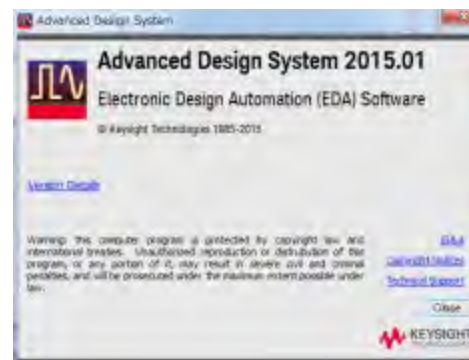 Advanced Design System
Advanced Design System 2015.01
Electronic Design Automation (EDA) Software
© Keysight Technologies 1985-2015
Version Details
Warning: this computer program is protected by copyright law and
international treaties. Unauthorized reproduction or distribution of this
program, or any portion of it, may result in severe civil and criminal
penalties, and will be prosecuted under the maximum extent possible under
law.
EULA
Copyright Notices
Technical Support
Close
KEYSIGHT